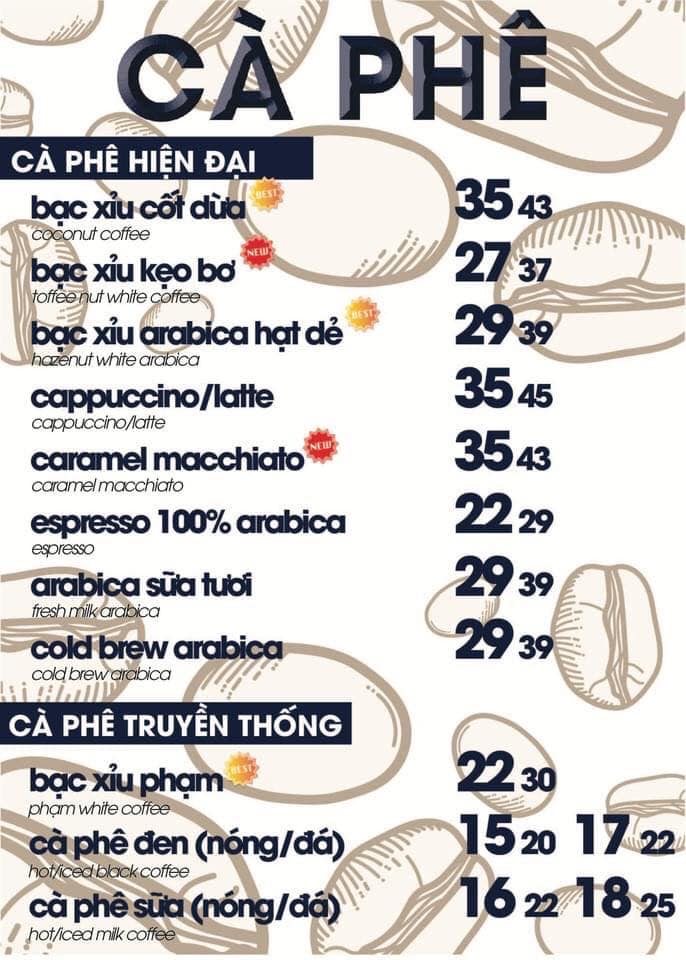 CÀ PHÊ
CÀ PHÊ HIỆN ĐẠI
bạc xỉu cốt dừa BEST 35 43
coconut coffee
bạc xỉu kẹo bơ NEW 27 37
toffee nut white coffee
bạc xỉu arabica hạt dẻ BEST 29 39
hazenut white arabica
cappuccino/latte 35 45
cappuccino/latte
caramel macchiato NEW 35 43
caramel macchiato
espresso 100% arabica 22 29
espresso
arabica sữa tươi 29 39
fresh milk arabica
cold brew arabica 29 39
cold brew arabica
CÀ PHÊ TRUYỀN THỐNG
bạc xỉu phạm BEST 22 30
phạm white coffee
cà phê đen (nóng/đá) 15 20 17 22
hot/iced black coffee
cà phê sữa (nóng/đá) 16 22 18 25
hot/iced milk coffee